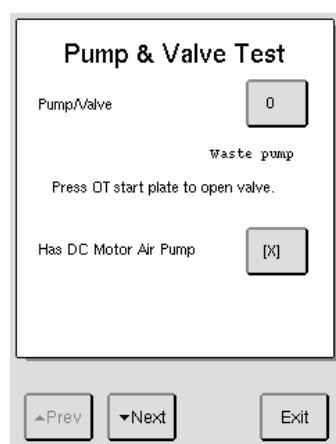 Pump & Valve Test
Pump/Valve 0
Waste pump
Press OT start plate to open valve.
Has DC Motor Air Pump [X]
▲Prev ▼Next Exit